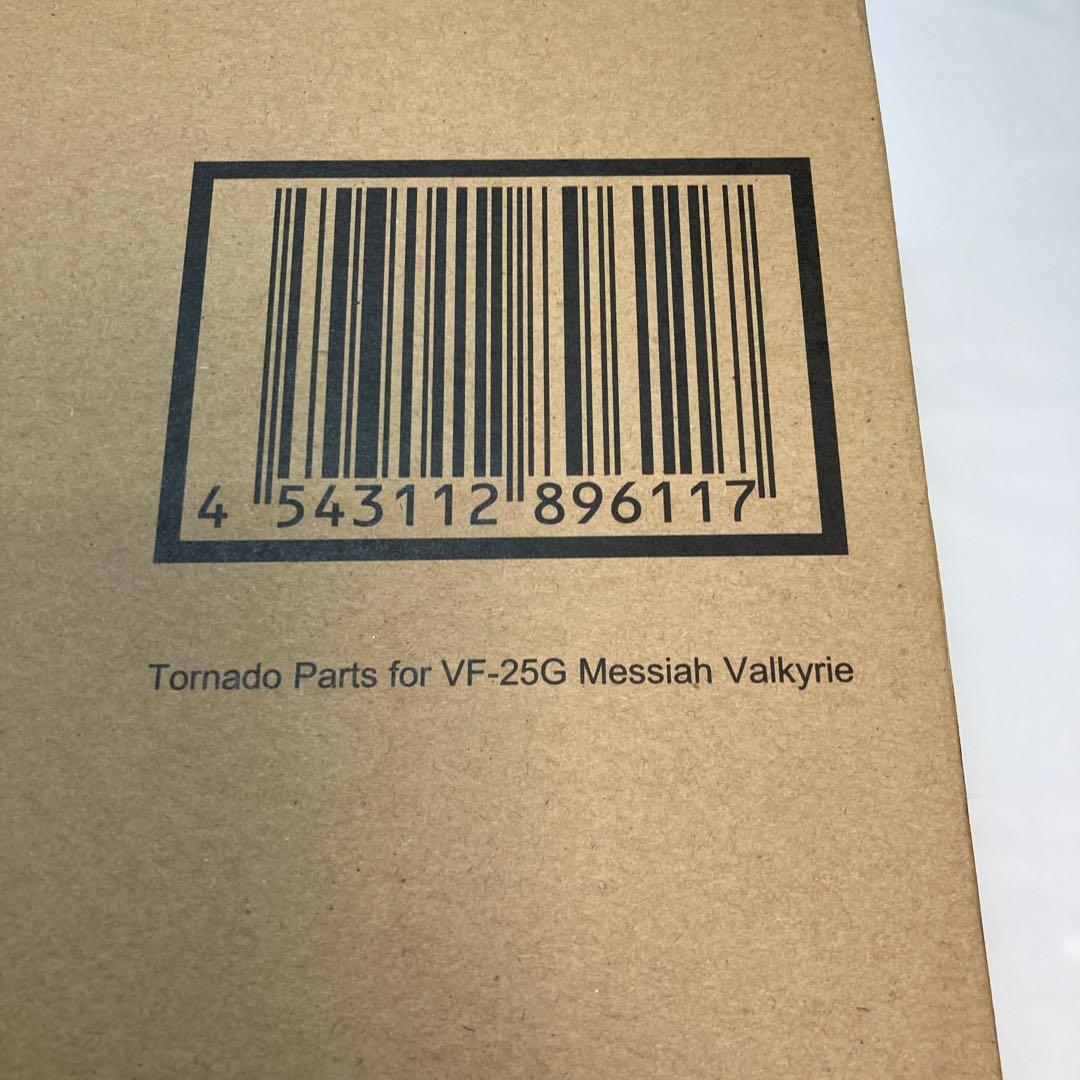 4 543112 896117
Tornado Parts for VF-25G Messiah Valkyrie